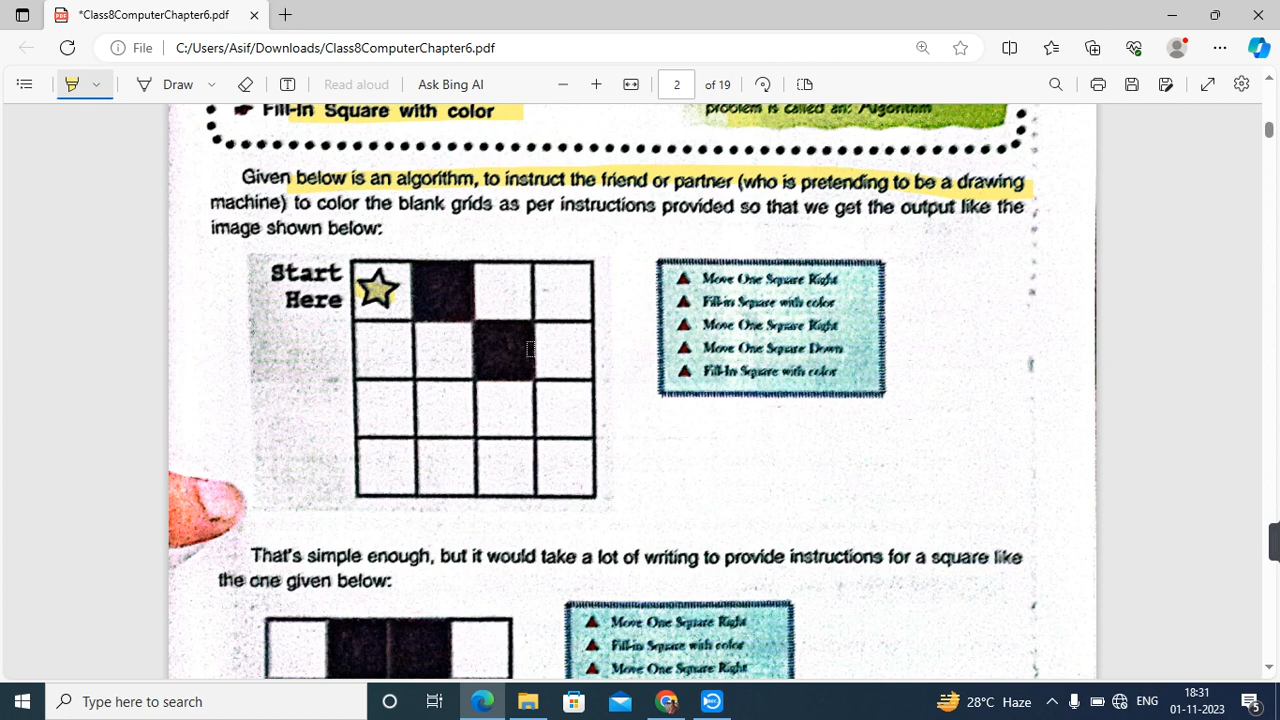 *Class8ComputerChapter6.pdf
File C:/Users/Asif/Downloads/Class8ComputerChapter6.pdf
Draw Read aloud Ask Bing AI 2 of 19
Fill-In Square with color
problem is called an: Algorithm
Given below is an algorithm, to instruct the friend or partner (who is pretending to be a drawing
machine) to color the blank grids as per instructions provided so that we get the output like the
image shown below:
Start
Here
Move One Square Right
Fill-in Square with color
Move One Square Right
Move One Square Down
Fill-In Square with color
That's simple enough, but it would take a lot of writing to provide instructions for a square like
the one given below:
Move One Square Right
Fill-in Square with color
Move One Square Right
Type here to search
28°C Haze
ENG
18:31
01-11-2023
5